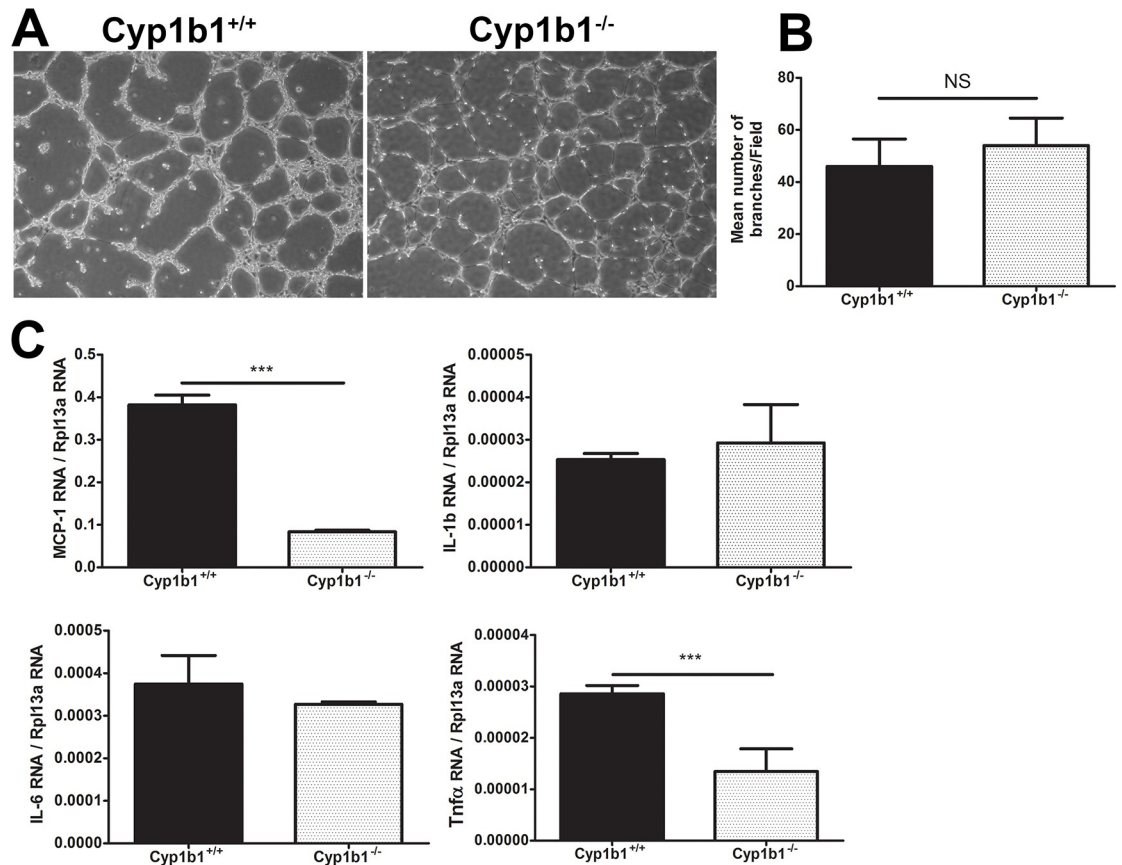 A
Cyp1b1+/+
Cyp1b1-/-
B
Mean number of
branches/Field
80
60
40
20
0
NS
Cyp1b1+/+
Cyp1b1-/-
C
MCP-1 RNA / Rpl13a RNA
0.5
0.4
0.3
0.2
0.1
0.0
***
Cyp1b1+/+
Cyp1b1-/-
IL-1b RNA / Rpl13a RNA
0.00005
0.00004
0.00003
0.00002
0.00001
0.00000
Cyp1b1+/+
Cyp1b1-/-
IL-6 RNA / Rpl13a RNA
0.0005
0.0004
0.0003
0.0002
0.0001
0.0000
Cyp1b1+/+
Cyp1b1-/-
Tnfα RNA / Rpl13a RNA
0.00004
0.00003
0.00002
0.00001
0.00000
***
Cyp1b1+/+
Cyp1b1-/-